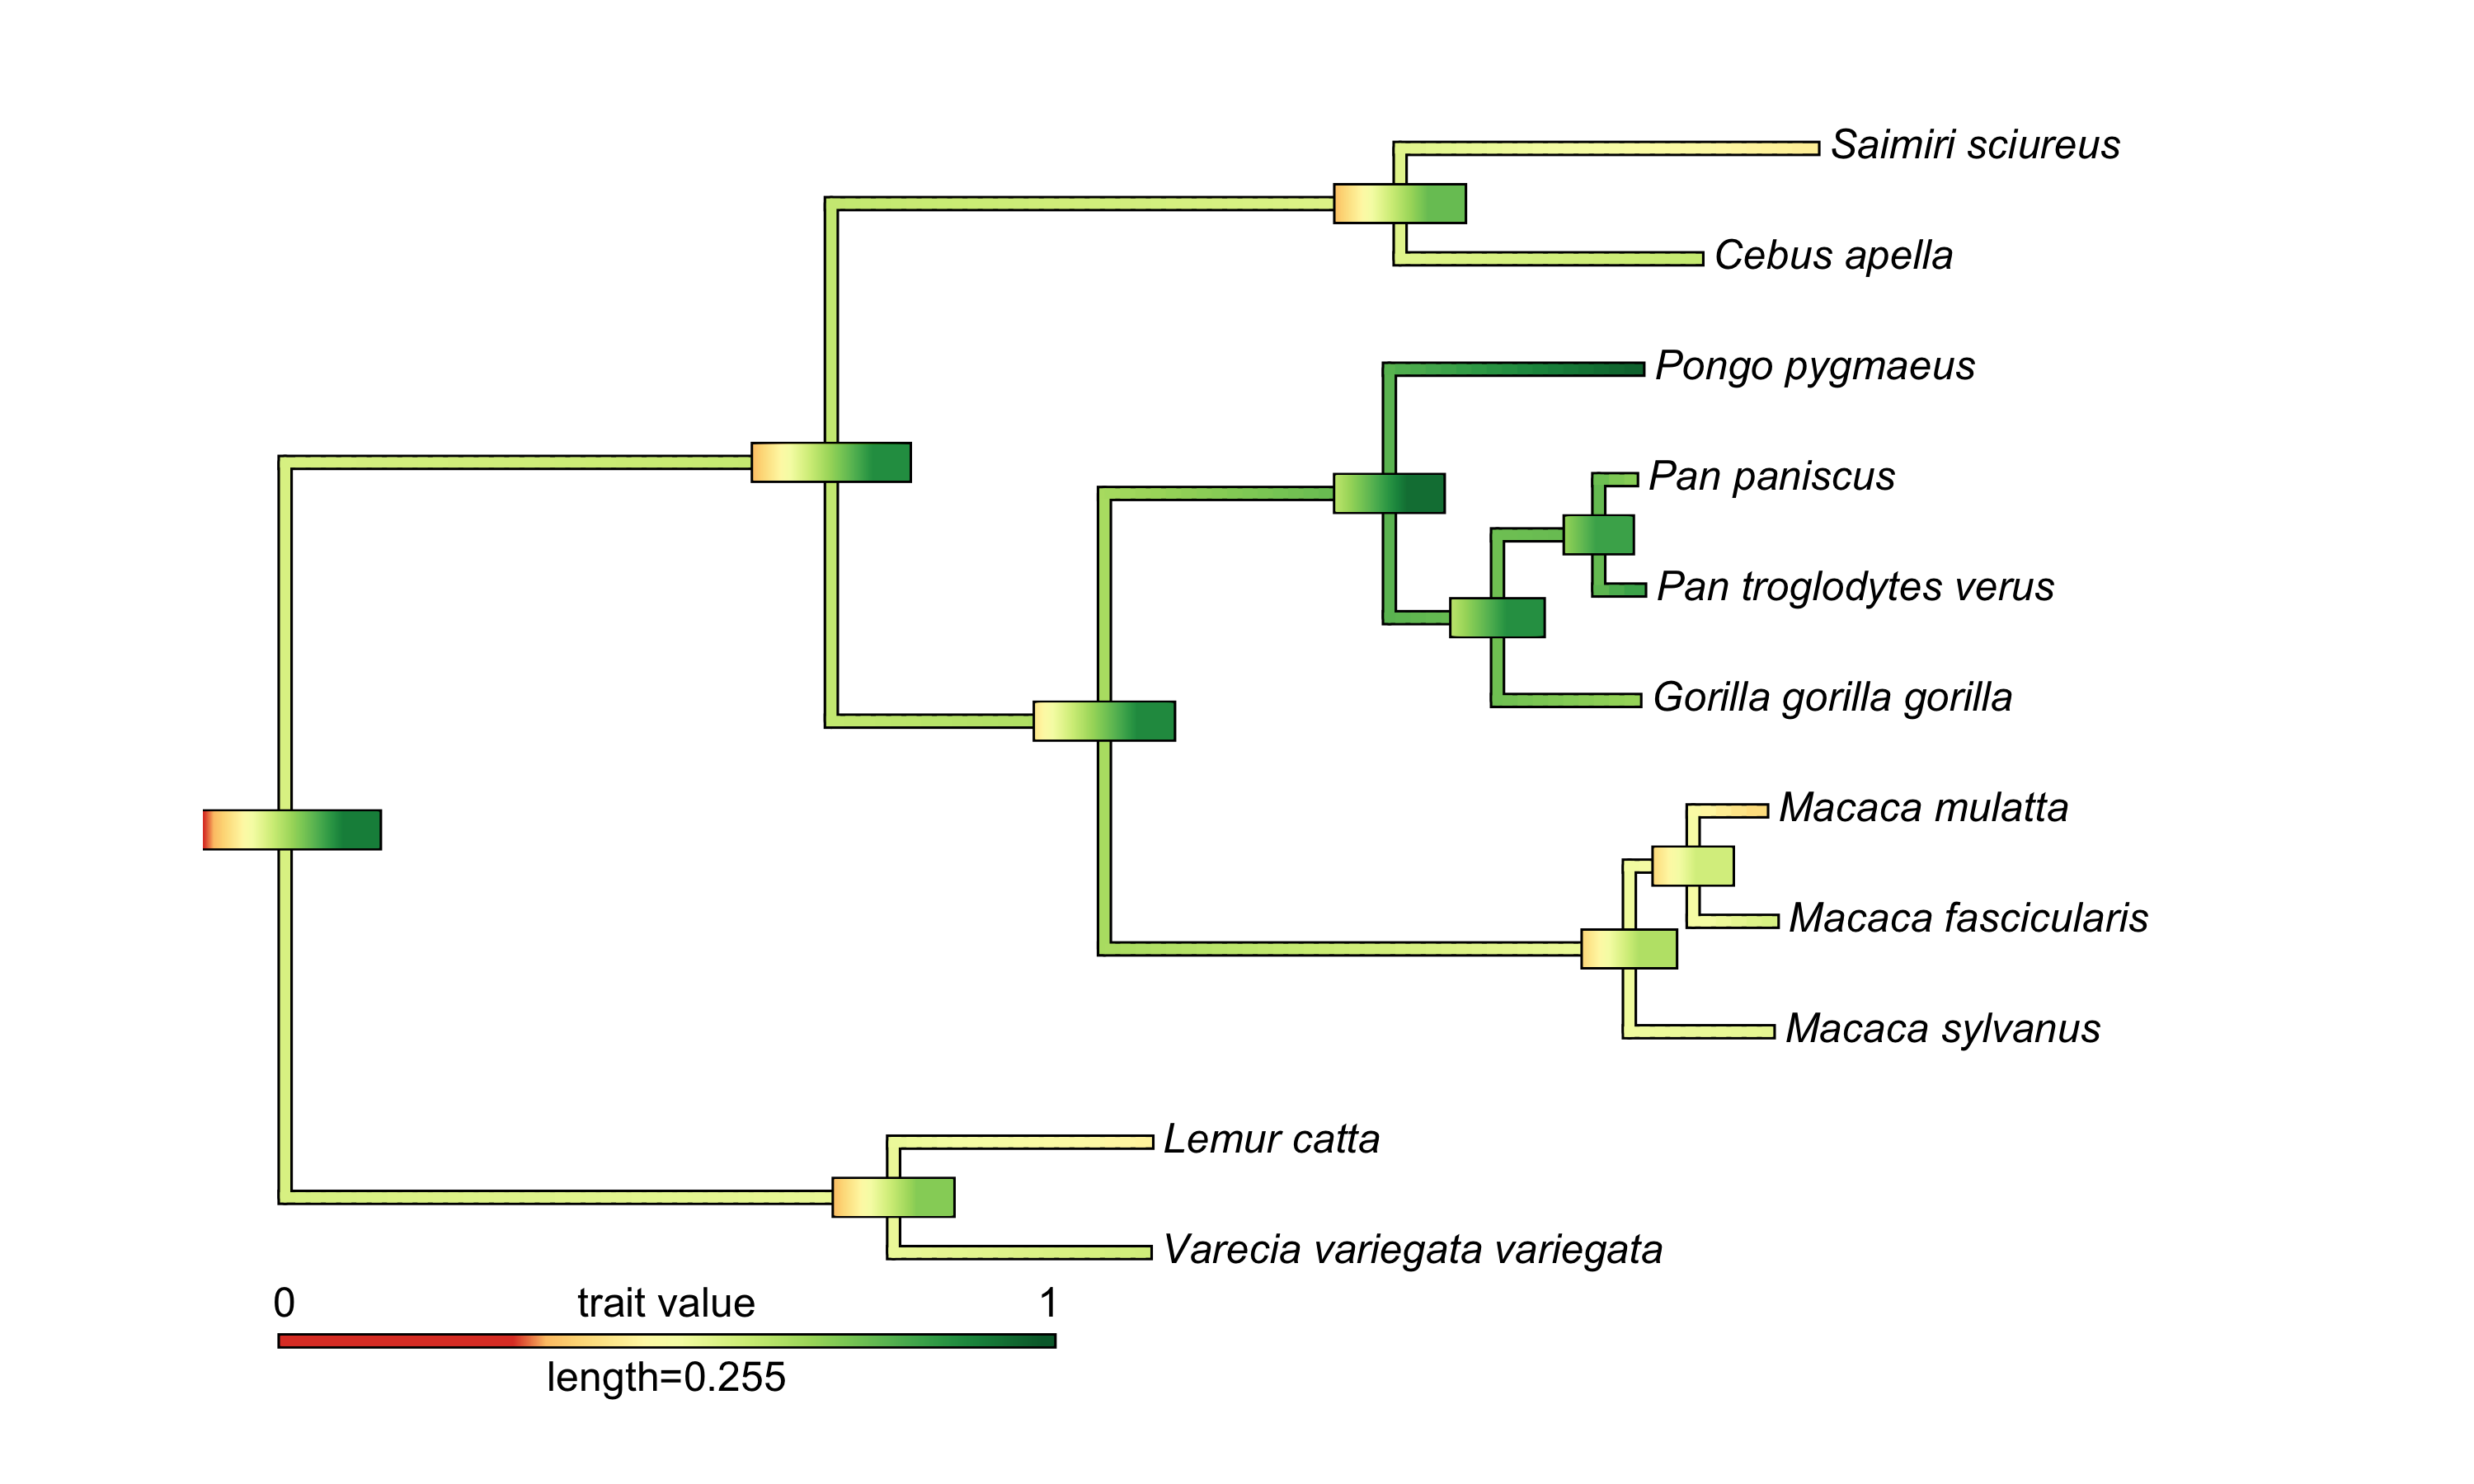 Saimiri sciureus
Cebus apella
Pongo pygmaeus
Pan paniscus
Pan troglodytes verus
Gorilla gorilla gorilla
Macaca mulatta
Macaca fascicularis
Macaca sylvanus
Lemur catta
Varecia variegata variegata
0 trait value 1
length=0.255